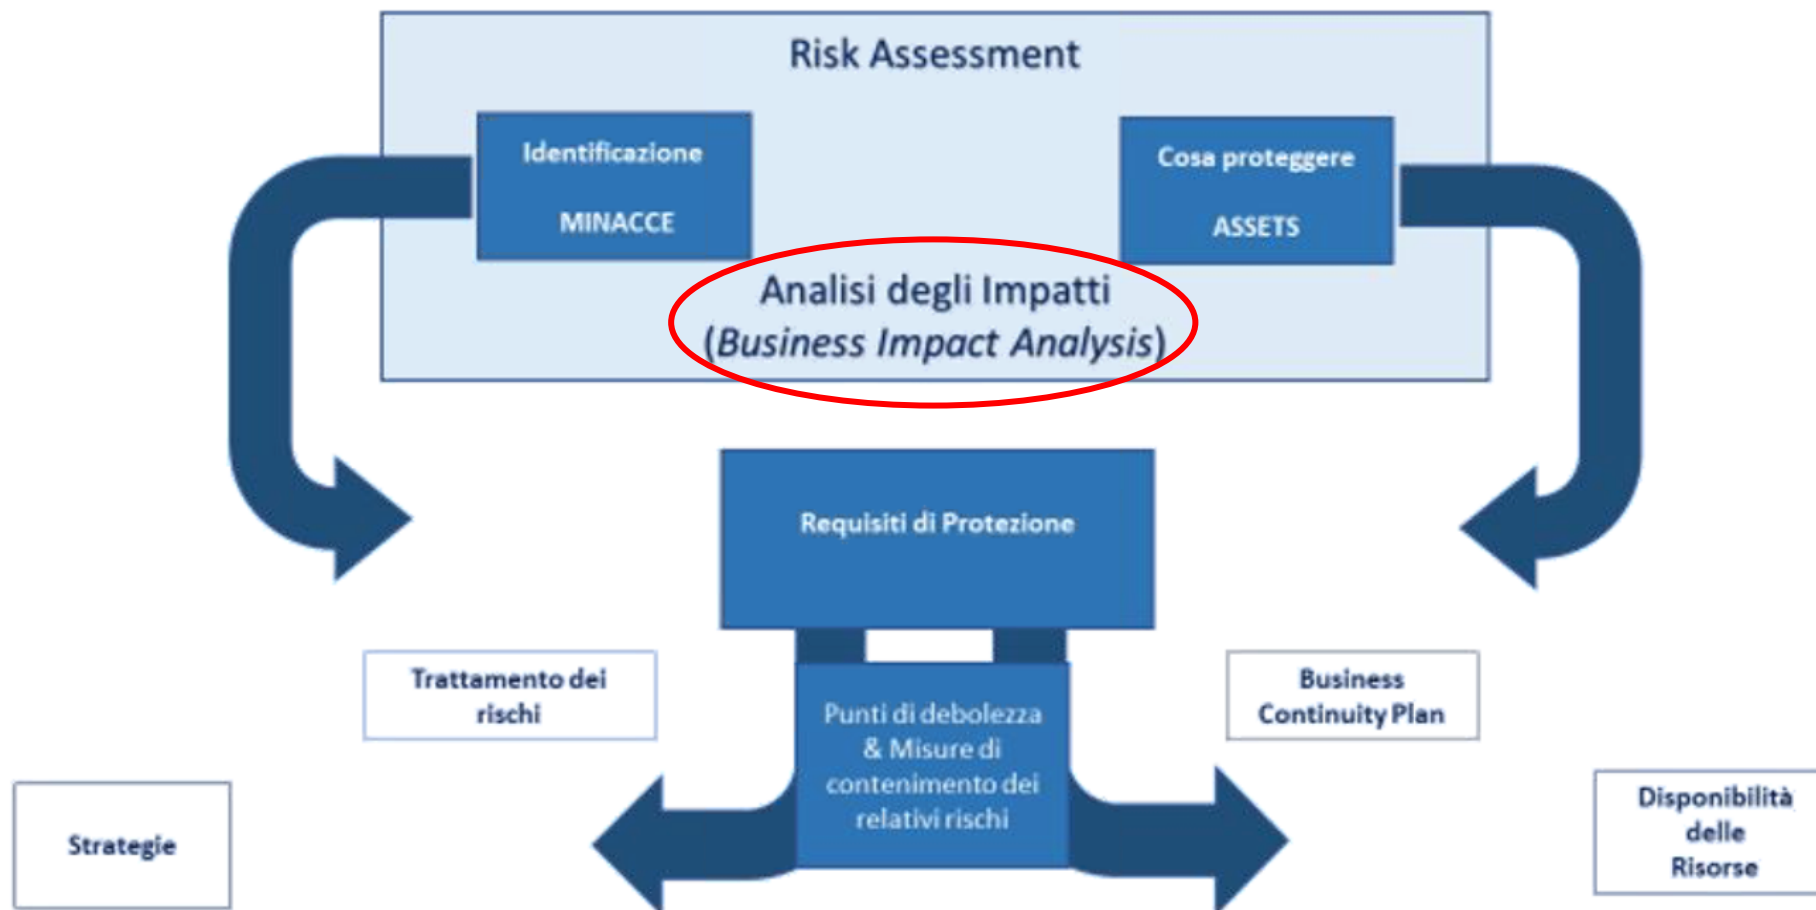 Risk Assessment
Identificazione
MINACCE
Cosa proteggere
ASSETS
Analisi degli Impatti
(Business Impact Analysis)
Requisiti di Protezione
Trattamento dei
rischi
Punti di debolezza
& Misure di
contenimento dei
relativi rischi
Business
Continuity Plan
Strategie
Disponibilità
delle
Risorse